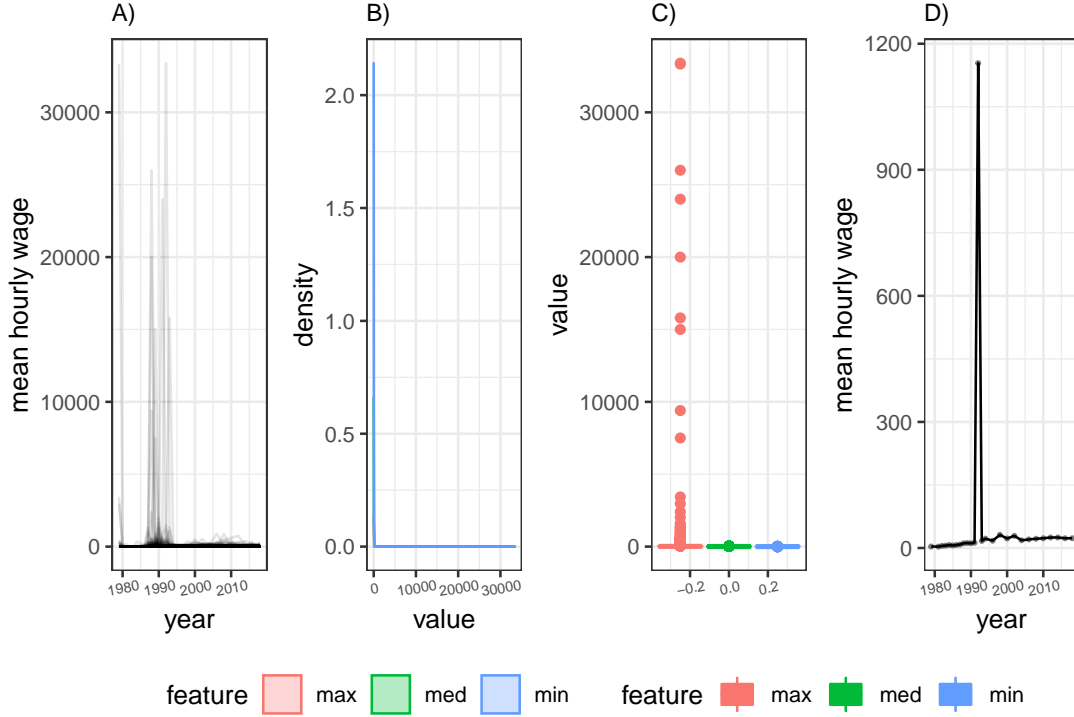 A)
mean hourly wage
30000
20000
10000
0
1980 1990 2000 2010
year
B)
density
2.0
1.5
1.0
0.5
0.0
0 10000 20000 30000
value
C)
value
30000
20000
10000
0
−0.2 0.0 0.2
D)
mean hourly wage
1200
900
600
300
0
1980 1990 2000 2010
year
feature max med min
feature max med min